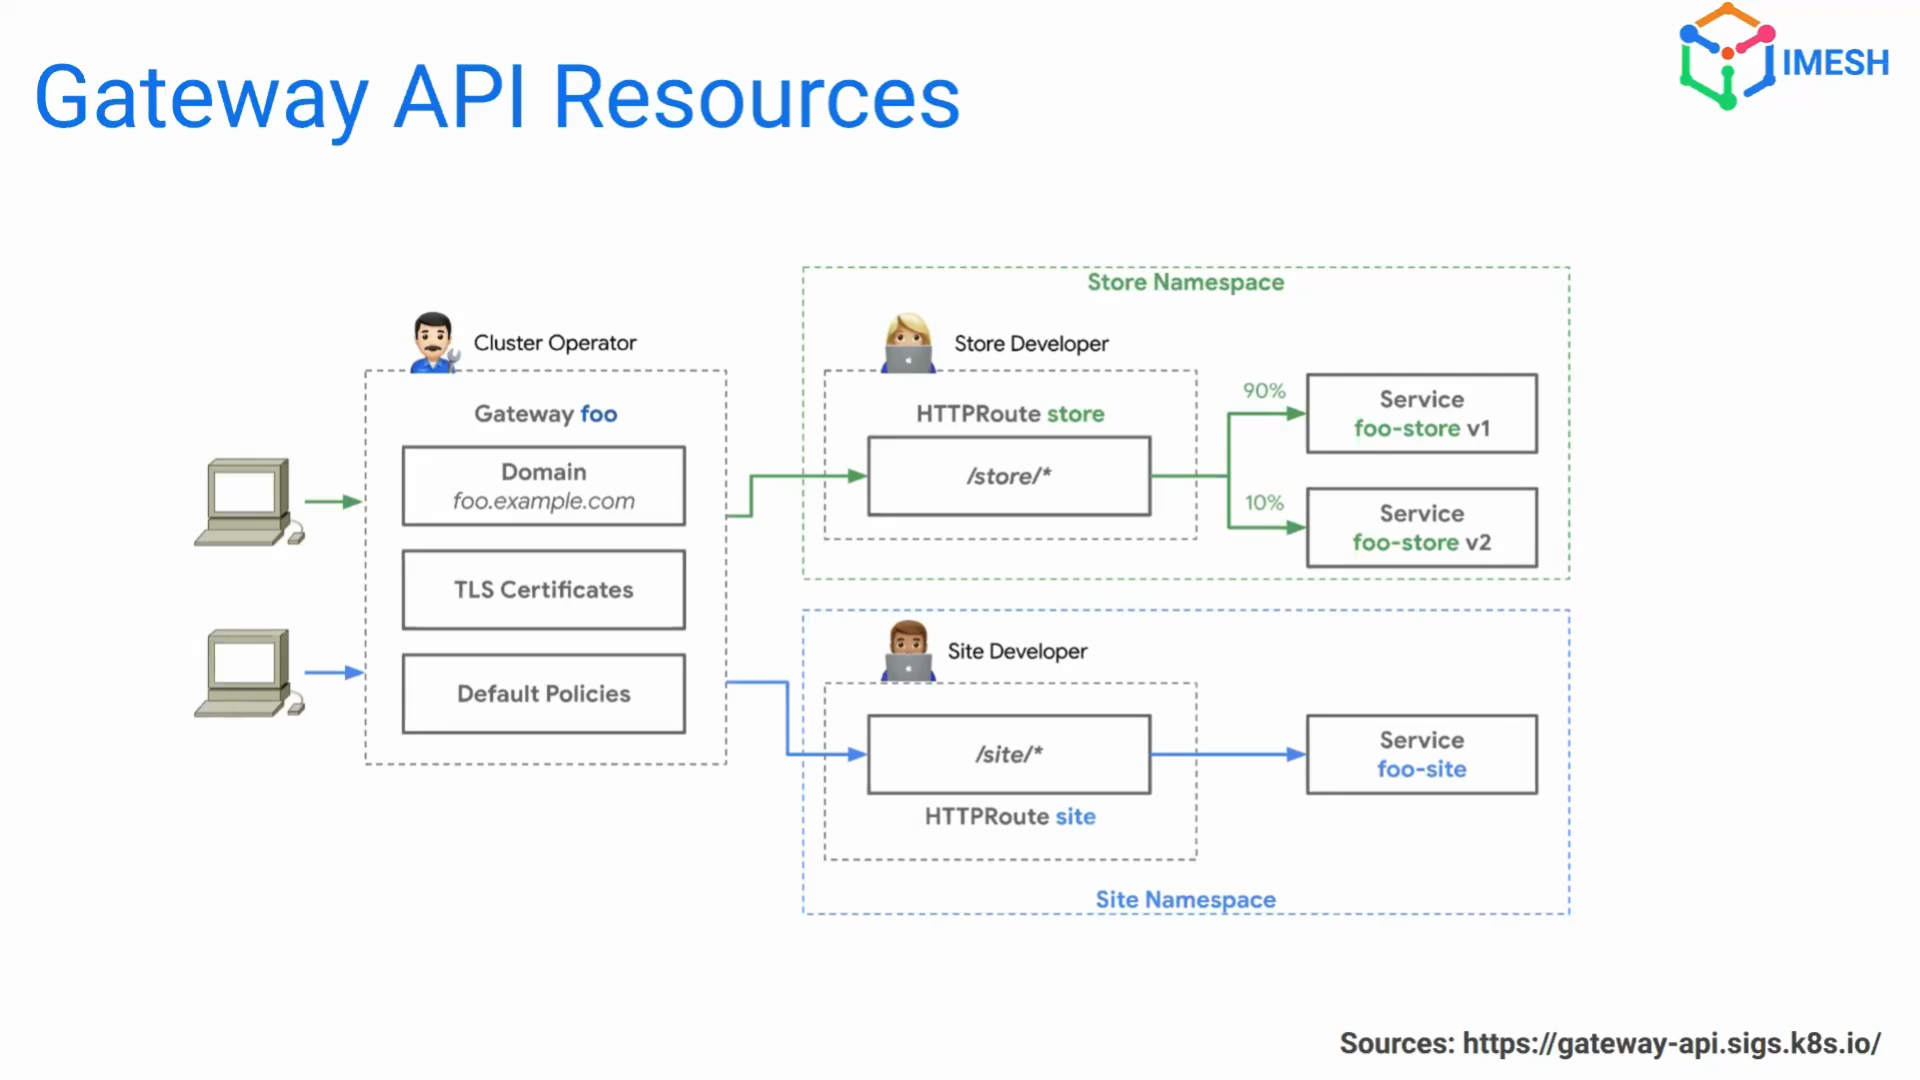 Gateway API Resources
IMESH
Cluster Operator
Gateway foo
Domain
foo.example.com
TLS Certificates
Default Policies
Store Namespace
Store Developer
HTTPRoute store
/store/*
90%
10%
Service
foo-store v1
Service
foo-store v2
Site Developer
/site/*
HTTPRoute site
Service
foo-site
Site Namespace
Sources: https://gateway-api.sigs.k8s.io/